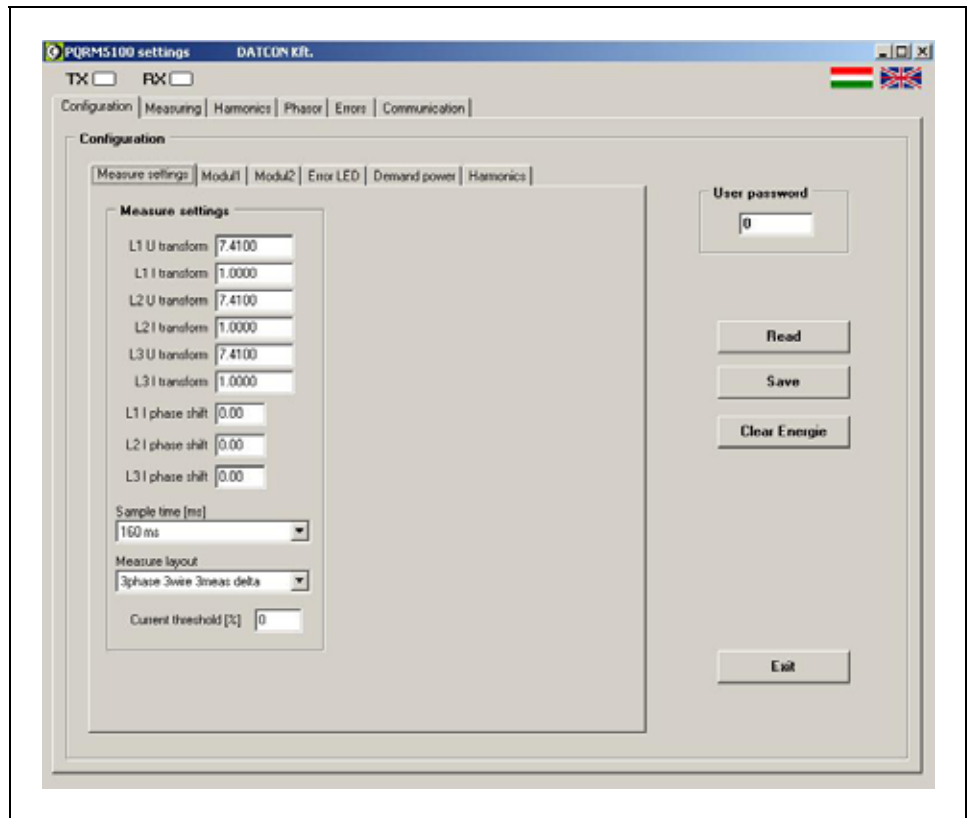 PQRM5100 settings DATCON Kft.
TX RX
Configuration Measuring Harmonics Phasor Errors Communication
Configuration
Measure settings Modul1 Modul2 Error LED Demand power Harmonics
Measure settings
L1 U transform 7.4100
L1 I transform 1.0000
L2 U transform 7.4100
L2 I transform 1.0000
L3 U transform 7.4100
L3 I transform 1.0000
L1 I phase shift 0.00
L2 I phase shift 0.00
L3 I phase shift 0.00
Sample time [ms]
160 ms
Measure layout
3phase 3wire 3meas delta
Current threshold [%] 0
User password
0
Read
Save
Clear Energie
Exit